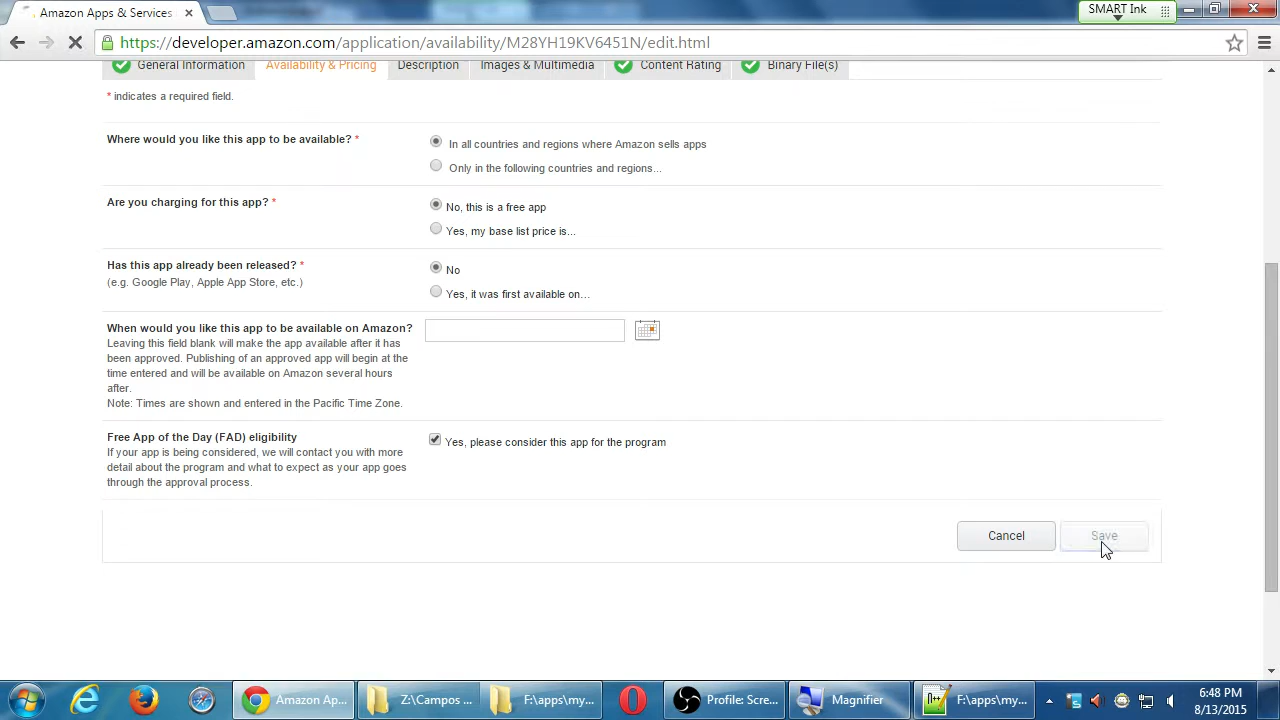 Amazon Apps & Services
SMART Ink
https://developer.amazon.com/application/availability/M28YH19KV6451N/edit.html
General Information
Availability & Pricing
Description
Images & Multimedia
Content Rating
Binary File(s)
* indicates a required field.
Where would you like this app to be available? *
In all countries and regions where Amazon sells apps
Only in the following countries and regions...
Are you charging for this app? *
No, this is a free app
Yes, my base list price is...
Has this app already been released? *
(e.g. Google Play, Apple App Store, etc.)
No
Yes, it was first available on...
When would you like this app to be available on Amazon?
Leaving this field blank will make the app available after it has
been approved. Publishing of an approved app will begin at the
time entered and will be available on Amazon several hours
after.
Note: Times are shown and entered in the Pacific Time Zone.
Free App of the Day (FAD) eligibility
If your app is being considered, we will contact you with more
detail about the program and what to expect as your app goes
through the approval process.
Yes, please consider this app for the program
Cancel
Save
Amazon Ap...
Z:\Campos ...
F:\apps\my...
Profile: Scre...
Magnifier
F:\apps\my...
6:48 PM
8/13/2015